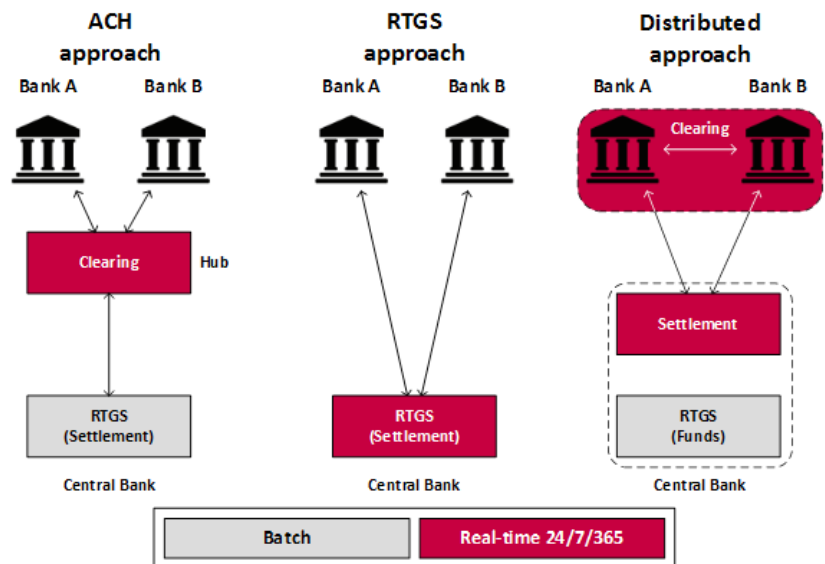 ACH
approach
Bank A
Bank B
Clearing
Hub
RTGS
(Settlement)
Central Bank
RTGS
approach
Bank A
Bank B
RTGS
(Settlement)
Central Bank
Distributed
approach
Bank A
Bank B
Clearing
Settlement
RTGS
(Funds)
Central Bank
Batch
Real-time 24/7/365